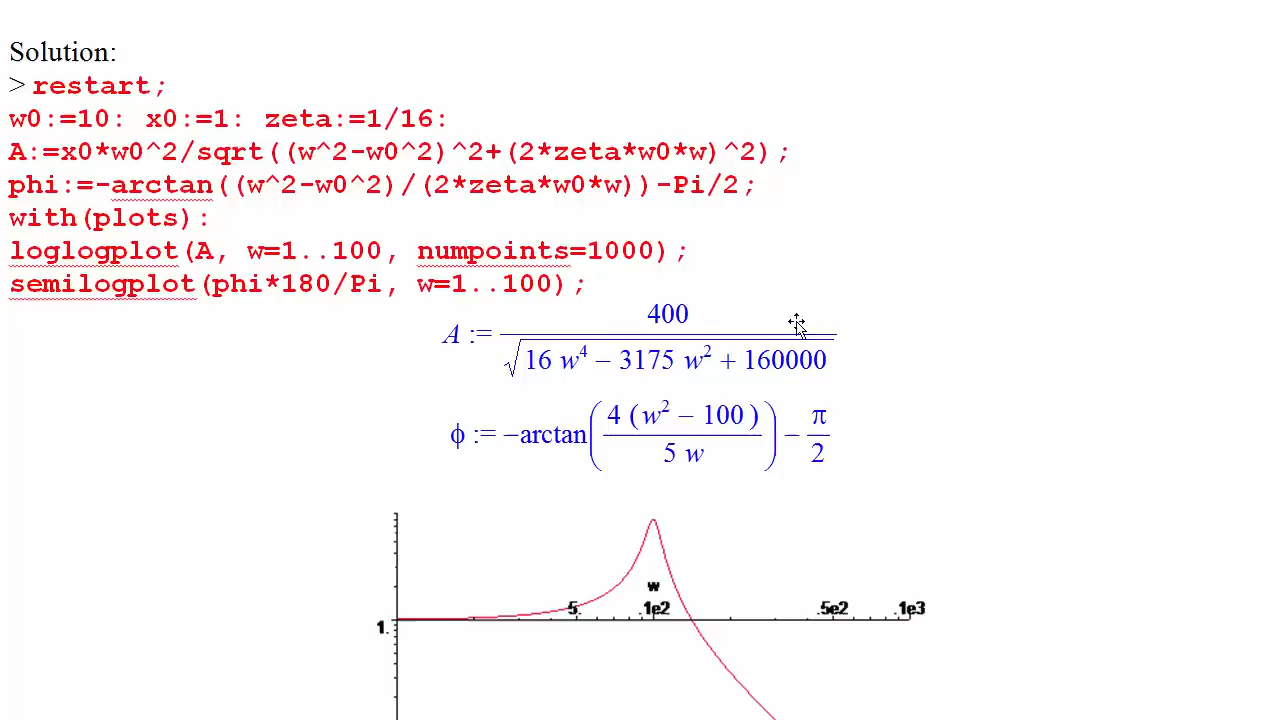 Solution:
> restart;
w0:=10: x0:=1: zeta:=1/16:
A:=x0*w0^2/sqrt((w^2-w0^2)^2+(2*zeta*w0*w)^2);
phi:=-arctan((w^2-w0^2)/(2*zeta*w0*w))-Pi/2;
with(plots):
loglogplot(A, w=1..100, numpoints=1000);
semilogplot(phi*180/Pi, w=1..100);
A := 400 / √(16 w⁴ − 3175 w² + 160000)
ϕ := −arctan(4 (w² − 100) / 5 w) − π/2
w
5. .1e2 .5e2 .1e3
1.